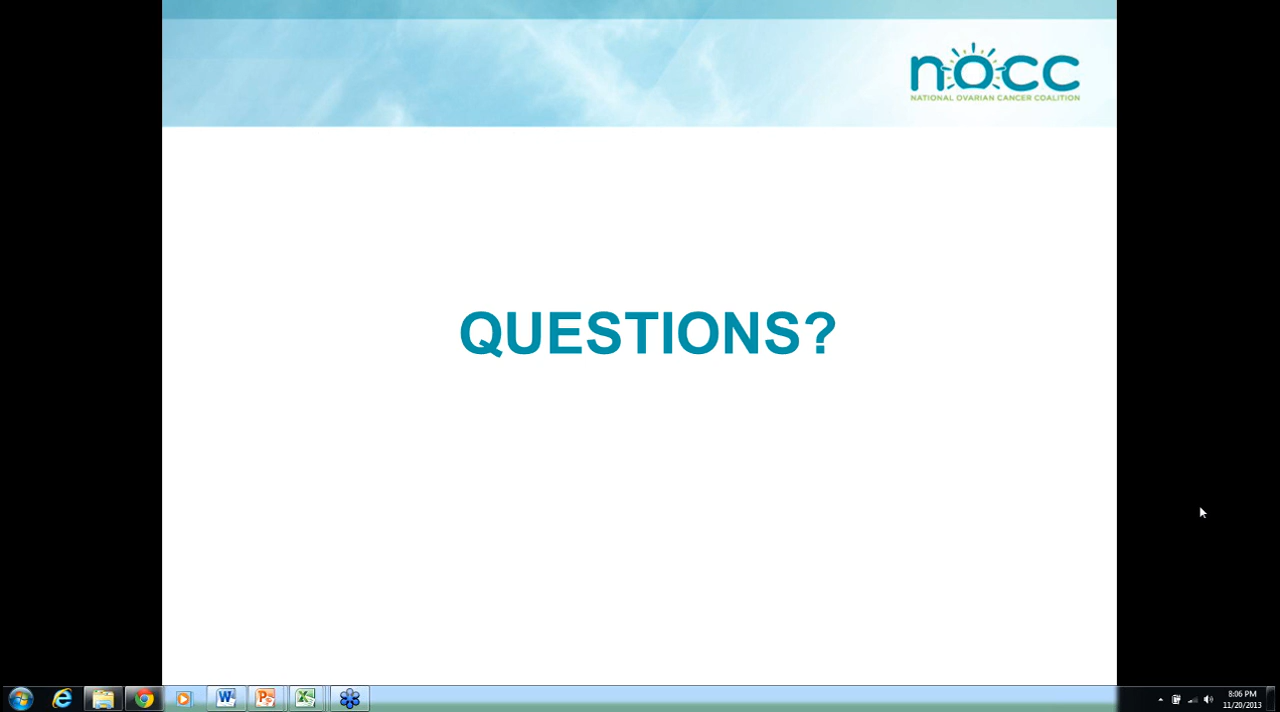 nocc
NATIONAL OVARIAN CANCER COALITION
QUESTIONS?
8:06 PM
11/20/2013